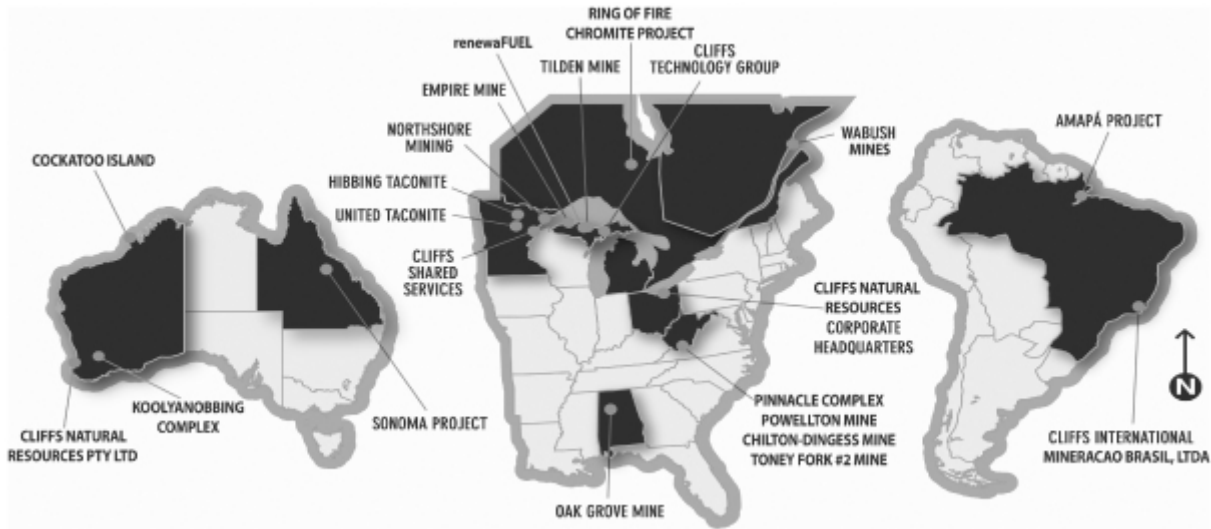 COCKATOO ISLAND
CLIFFS NATURAL
RESOURCES PTY LTD
KOOLYANOBBING
COMPLEX
SONOMA PROJECT
RING OF FIRE
CHROMITE PROJECT
renewaFUEL
TILDEN MINE
CLIFFS
TECHNOLOGY GROUP
EMPIRE MINE
NORTHSHORE
MINING
HIBBING TACONITE
UNITED TACONITE
CLIFFS
SHARED
SERVICES
WABUSH
MINES
CLIFFS NATURAL
RESOURCES
CORPORATE
HEADQUARTERS
PINNACLE COMPLEX
POWELLTON MINE
CHILTON-DINGESS MINE
TONEY FORK #2 MINE
OAK GROVE MINE
AMAPÁ PROJECT
CLIFFS INTERNATIONAL
MINERACAO BRASIL, LTDA
N